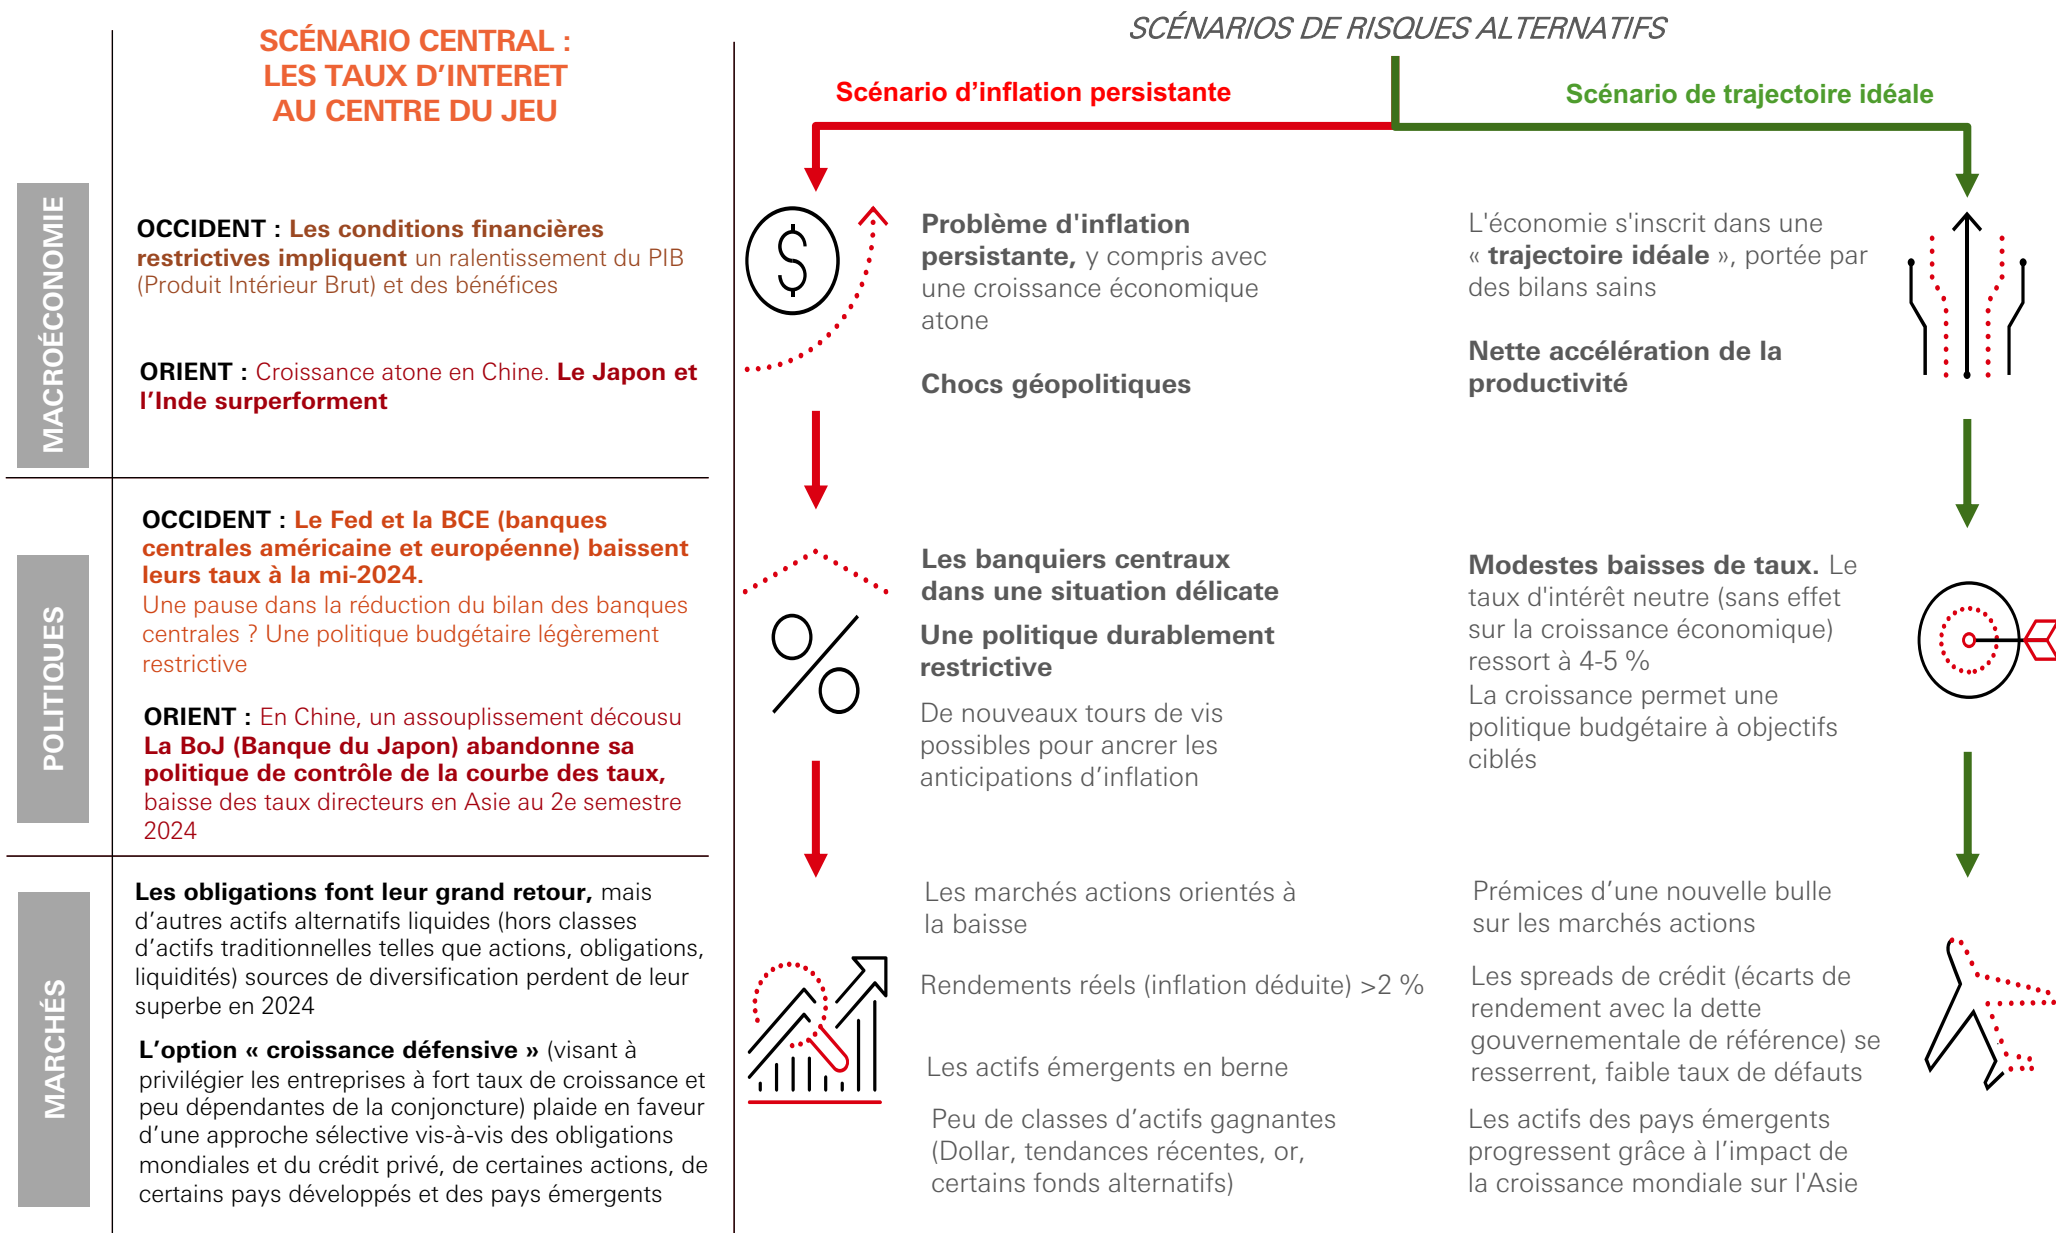 SCÉNARIO CENTRAL :
LES TAUX D’INTERET
AU CENTRE DU JEU
SCÉNARIOS DE RISQUES ALTERNATIFS
Scénario d’inflation persistante
Scénario de trajectoire idéale
MACROÉCONOMIE
OCCIDENT : Les conditions financières
restrictives impliquent un ralentissement du PIB
(Produit Intérieur Brut) et des bénéfices
ORIENT : Croissance atone en Chine. Le Japon et
l’Inde surperforment
Problème d'inflation
persistante, y compris avec
une croissance économique
atone
Chocs géopolitiques
L'économie s'inscrit dans une
« trajectoire idéale », portée par
des bilans sains
Nette accélération de la
productivité
POLITIQUES
OCCIDENT : Le Fed et la BCE (banques
centrales américaine et européenne) baissent
leurs taux à la mi-2024.
Une pause dans la réduction du bilan des banques
centrales ? Une politique budgétaire légèrement
restrictive
ORIENT : En Chine, un assouplissement décousu
La BoJ (Banque du Japon) abandonne sa
politique de contrôle de la courbe des taux,
baisse des taux directeurs en Asie au 2e semestre
2024
Les banquiers centraux
dans une situation délicate
Une politique durablement
restrictive
De nouveaux tours de vis
possibles pour ancrer les
anticipations d’inflation
Modestes baisses de taux. Le
taux d'intérêt neutre (sans effet
sur la croissance économique)
ressort à 4-5 %
La croissance permet une
politique budgétaire à objectifs
ciblés
MARCHÉS
Les obligations font leur grand retour, mais
d’autres actifs alternatifs liquides (hors classes
d’actifs traditionnelles telles que actions, obligations,
liquidités) sources de diversification perdent de leur
superbe en 2024
L’option « croissance défensive » (visant à
privilégier les entreprises à fort taux de croissance et
peu dépendantes de la conjoncture) plaide en faveur
d’une approche sélective vis-à-vis des obligations
mondiales et du crédit privé, de certaines actions, de
certains pays développés et des pays émergents
Les marchés actions orientés à
la baisse
Rendements réels (inflation déduite) >2 %
Les actifs émergents en berne
Peu de classes d’actifs gagnantes
(Dollar, tendances récentes, or,
certains fonds alternatifs)
Prémices d’une nouvelle bulle
sur les marchés actions
Les spreads de crédit (écarts de
rendement avec la dette
gouvernementale de référence) se
resserrent, faible taux de défauts
Les actifs des pays émergents
progressent grâce à l’impact de
la croissance mondiale sur l'Asie